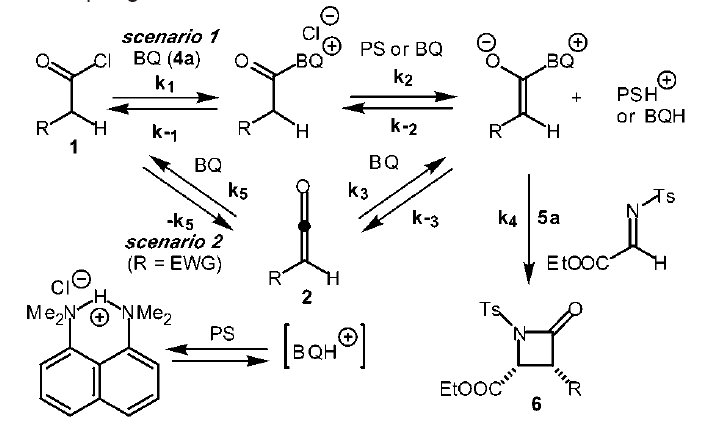 scenario 1
BQ (4a)
k1
k-1
O
Cl
R
H
1
Cl ⊖
O
BQ ⊕
R
H
PS or BQ
k2
k-2
⊖
O
BQ ⊕
R
H
+
PSH ⊕
or BQH
BQ
k5
-k5
scenario 2
(R = EWG)
O
R
H
2
BQ
k3
k-3
k4
5a
N
Ts
EtOOC
H
Cl ⊖
H
Me2N
⊕
NMe2
PS
[BQH ⊕]
Ts
N
O
EtOOC
R
6